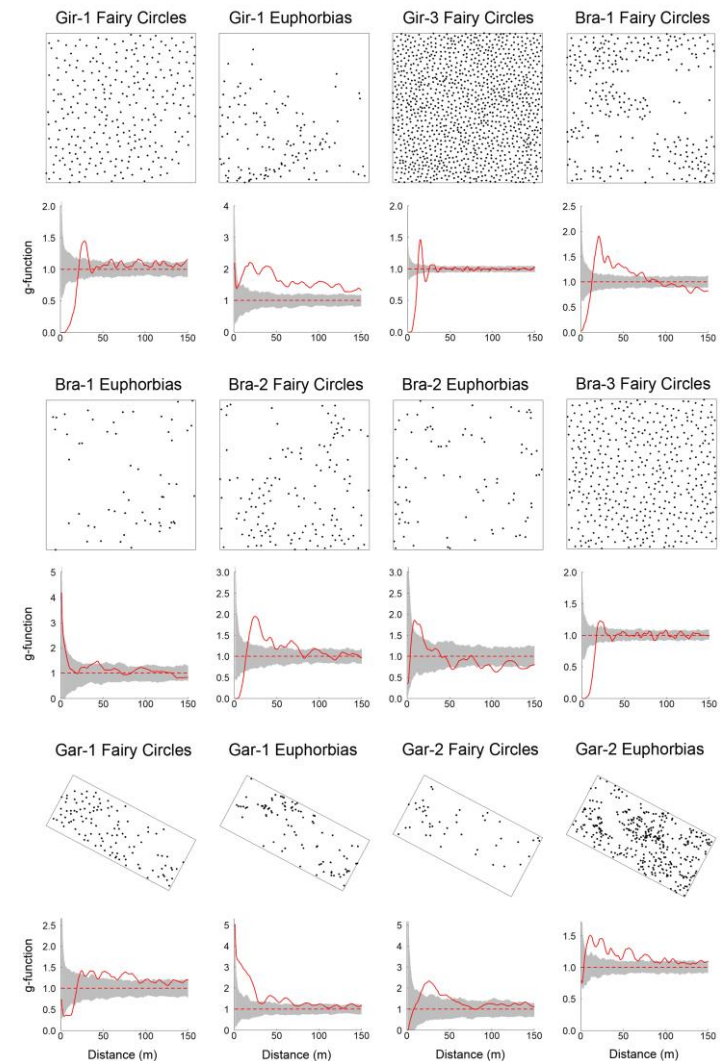 Gir-1 Fairy Circles Gir-1 Euphorbias Gir-3 Fairy Circles Bra-1 Fairy Circles
g-function
2.0 1.5 1.0 0.5 0.0
0 50 100 150
4 3 2 1 0
0 50 100 150
2.0 1.5 1.0 0.5 0.0
0 50 100 150
2.5 2.0 1.5 1.0 0.5 0.0
0 50 100 150
Bra-1 Euphorbias Bra-2 Fairy Circles Bra-2 Euphorbias Bra-3 Fairy Circles
g-function
5 4 3 2 1 0
0 50 100 150
3.0 2.5 2.0 1.5 1.0 0.5 0.0
0 50 100 150
3.0 2.5 2.0 1.5 1.0 0.5 0.0
0 50 100 150
2.0 1.5 1.0 0.5 0.0
0 50 100 150
Gar-1 Fairy Circles Gar-1 Euphorbias Gar-2 Fairy Circles Gar-2 Euphorbias
g-function
2.5 2.0 1.5 1.0 0.5 0.0
0 50 100 150
5 4 3 2 1 0
0 50 100 150
5 4 3 2 1 0
0 50 100 150
2.0 1.5 1.0 0.5 0.0
0 50 100 150
Distance (m) Distance (m) Distance (m) Distance (m)